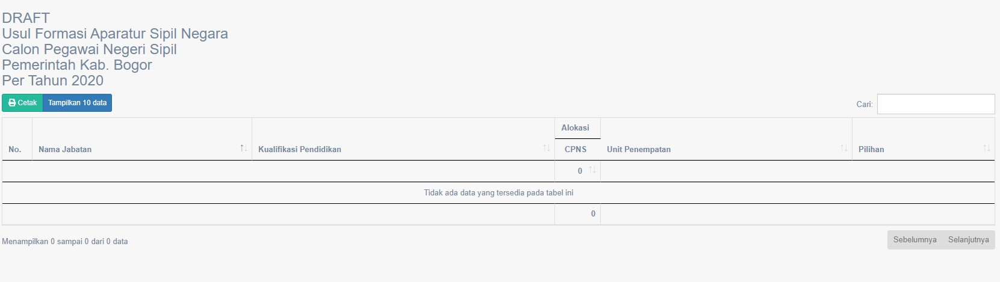 DRAFT
Usul Formasi Aparatur Sipil Negara
Calon Pegawai Negeri Sipil
Pemerintah Kab. Bogor
Per Tahun 2020
Cetak Tampilkan 10 data
Cari:
Alokasi
No. Nama Jabatan Kualifikasi Pendidikan CPNS Unit Penempatan Pilihan
0
Tidak ada data yang tersedia pada tabel ini
0
Menampilkan 0 sampai 0 dari 0 data
Sebelumnya Selanjutnya